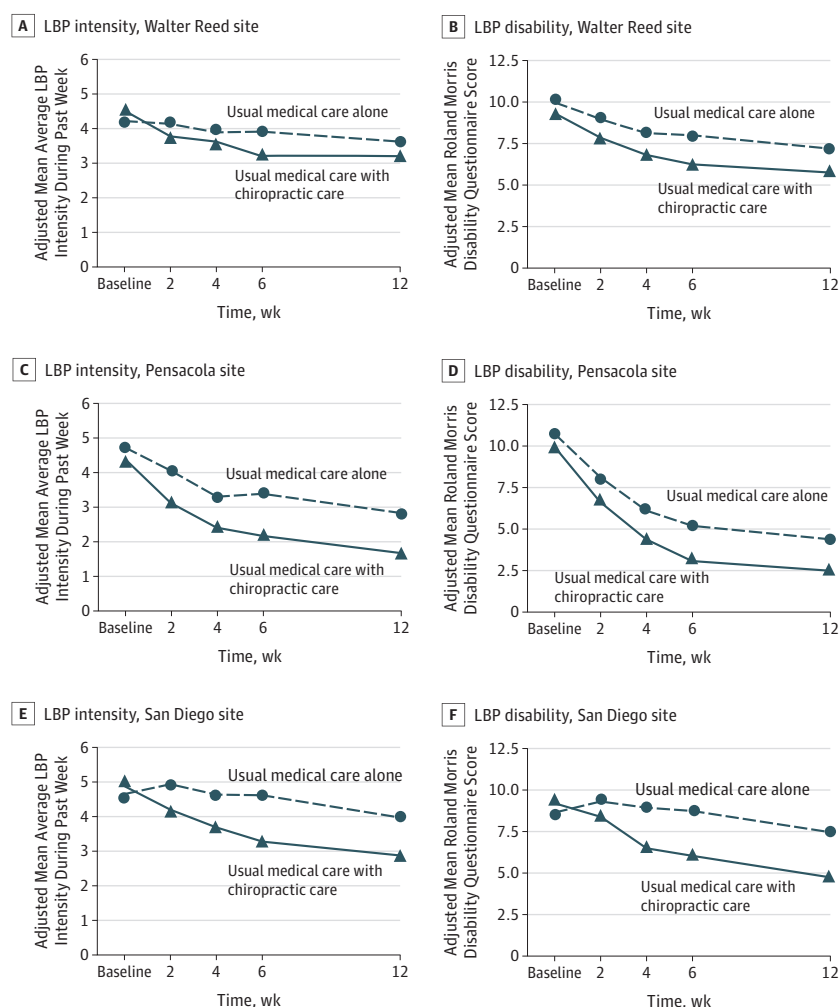 A LBP intensity, Walter Reed site
Adjusted Mean Average LBP
Intensity During Past Week
6
5
4
3
2
1
0
Usual medical care alone
Usual medical care with
chiropractic care
Baseline 2 4 6 12
Time, wk
B LBP disability, Walter Reed site
Adjusted Mean Roland Morris
Disability Questionnaire Score
12.5
10.0
7.5
5.0
2.5
0
Usual medical care alone
Usual medical care with
chiropractic care
Baseline 2 4 6 12
Time, wk
C LBP intensity, Pensacola site
Adjusted Mean Average LBP
Intensity During Past Week
6
5
4
3
2
1
0
Usual medical care alone
Usual medical care with
chiropractic care
Baseline 2 4 6 12
Time, wk
D LBP disability, Pensacola site
Adjusted Mean Roland Morris
Disability Questionnaire Score
12.5
10.0
7.5
5.0
2.5
0
Usual medical care alone
Usual medical care with
chiropractic care
Baseline 2 4 6 12
Time, wk
E LBP intensity, San Diego site
Adjusted Mean Average LBP
Intensity During Past Week
6
5
4
3
2
1
0
Usual medical care alone
Usual medical care with
chiropractic care
Baseline 2 4 6 12
Time, wk
F LBP disability, San Diego site
Adjusted Mean Roland Morris
Disability Questionnaire Score
12.5
10.0
7.5
5.0
2.5
0
Usual medical care alone
Usual medical care with
chiropractic care
Baseline 2 4 6 12
Time, wk